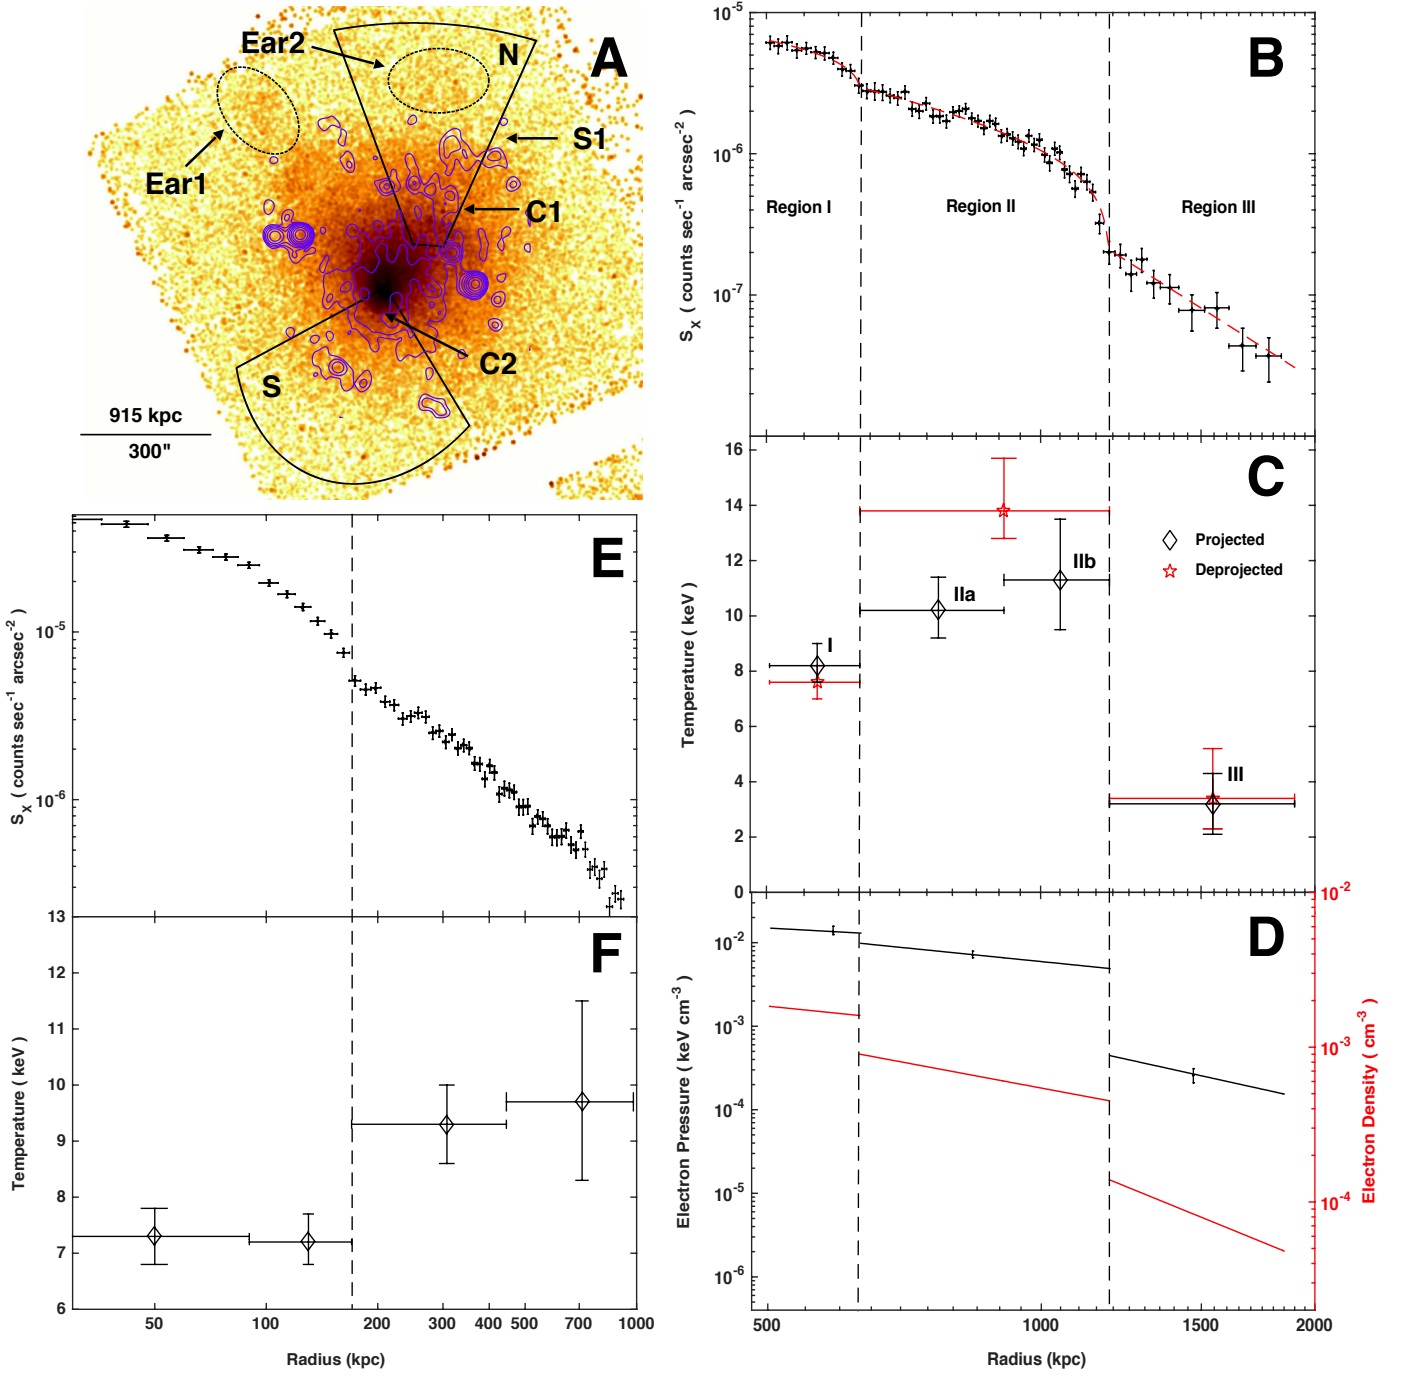 A
Ear2
N
S1
Ear1
C1
C2
S
915 kpc
300"
B
10^-5
10^-6
10^-7
S_X ( counts sec^-1 arcsec^-2 )
Region I
Region II
Region III
C
16
14
12
10
8
6
4
2
0
Temperature ( keV )
Projected
Deprojected
I
IIa
IIb
III
D
10^-2
10^-3
10^-4
10^-5
10^-6
Electron Pressure ( keV cm^-3 )
10^-2
10^-3
10^-4
Electron Density ( cm^-3 )
500
1000
1500
2000
Radius (kpc)
E
10^-5
10^-6
S_X ( counts sec^-1 arcsec^-2 )
F
13
12
11
10
9
8
7
6
Temperature ( keV )
50
100
200
300
400
500
700
1000
Radius (kpc)